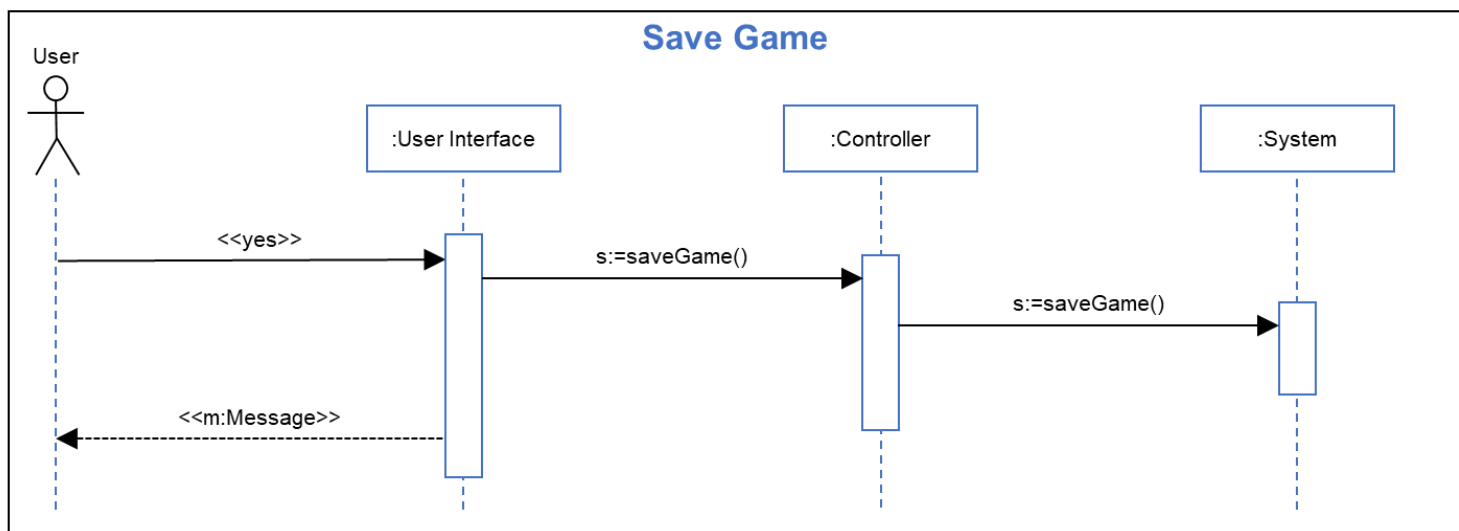 Save Game
User
:User Interface
:Controller
:System
<<yes>>
s:=saveGame()
s:=saveGame()
<<m:Message>>